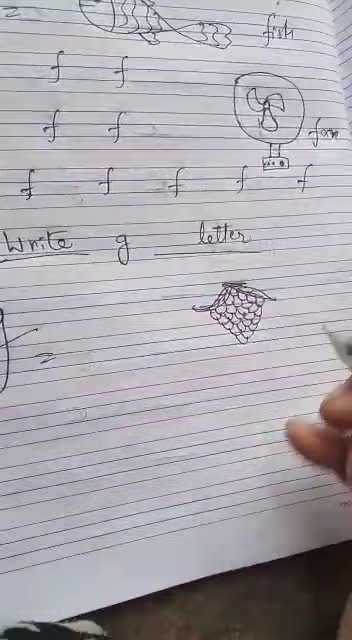 = fish
f f
f f fan
f f f f f
Write g letter
g =